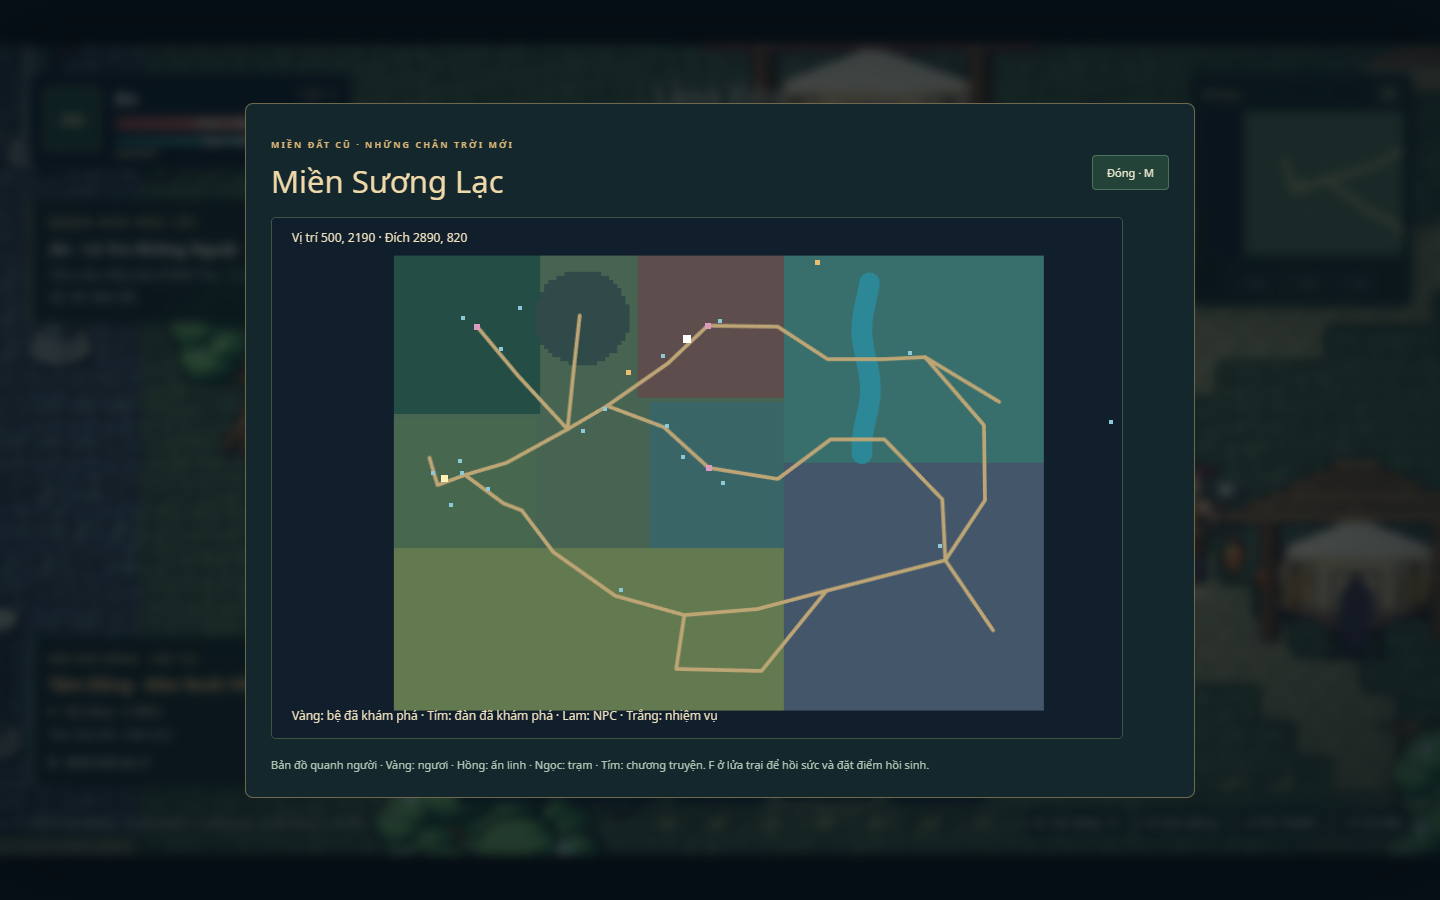 MIỀN ĐẤT CŨ · NHỮNG CHÂN TRỜI MỚI
Miền Sương Lạc
Đóng · M
Vị trí 500, 2190 · Đích 2890, 820
Vàng: bệ đã khám phá · Tím: đàn đã khám phá · Lam: NPC · Trắng: nhiệm vụ
Bản đồ quanh người · Vàng: ngươi · Hồng: ấn linh · Ngọc: trạm · Tím: chương truyện. F ở lửa trại để hồi sức và đặt điểm hồi sinh.